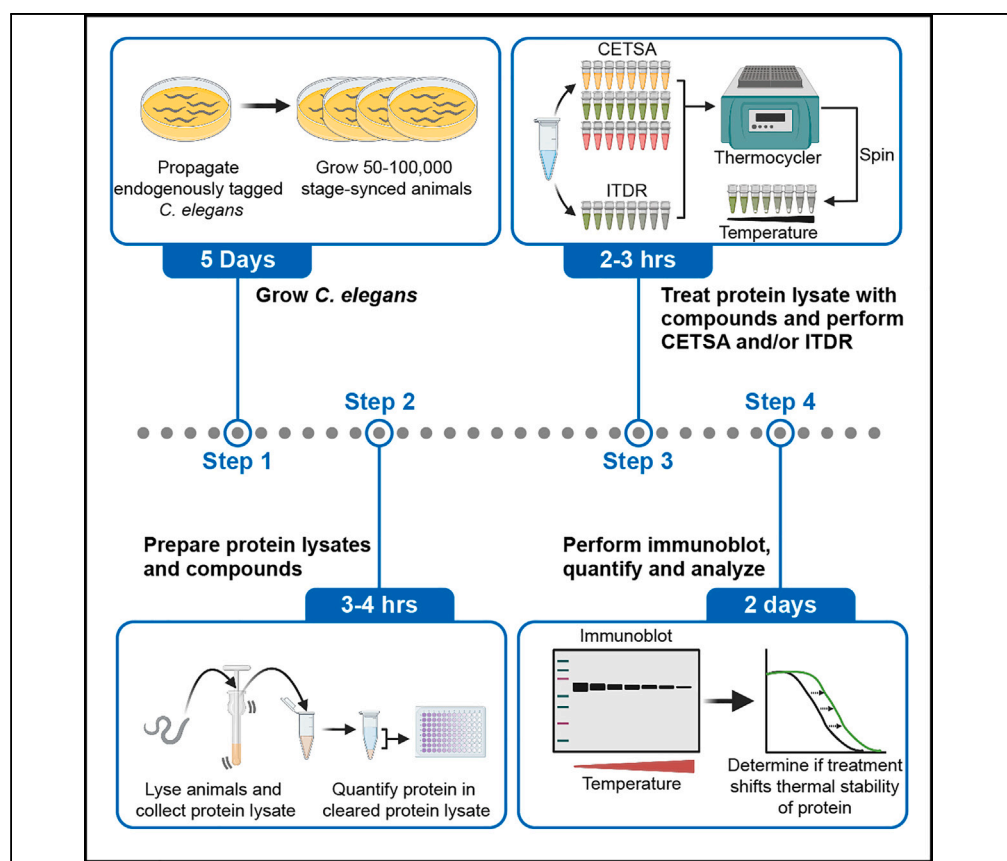 Propagate
endogenously tagged
C. elegans
Grow 50-100,000
stage-synced animals
5 Days
Grow C. elegans
CETSA
ITDR
Thermocycler
Spin
Temperature
2-3 hrs
Treat protein lysate with
compounds and perform
CETSA and/or ITDR
Step 1
Step 2
Step 3
Step 4
Prepare protein lysates
and compounds
3-4 hrs
Lyse animals and
collect protein lysate
Quantify protein in
cleared protein lysate
Perform immunoblot,
quantify and analyze
2 days
Immunoblot
Temperature
Determine if treatment
shifts thermal stability
of protein